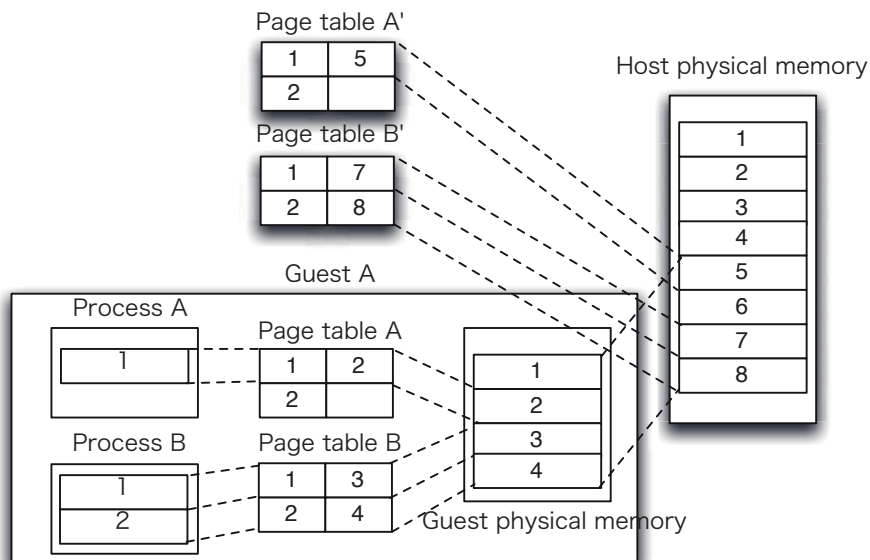 Page table A'
1 5
2
Page table B'
1 7
2 8
Host physical memory
1
2
3
4
5
6
7
8
Guest A
Process A
1
Page table A
1 2
2
Process B
1
2
Page table B
1 3
2 4
1
2
3
4
Guest physical memory